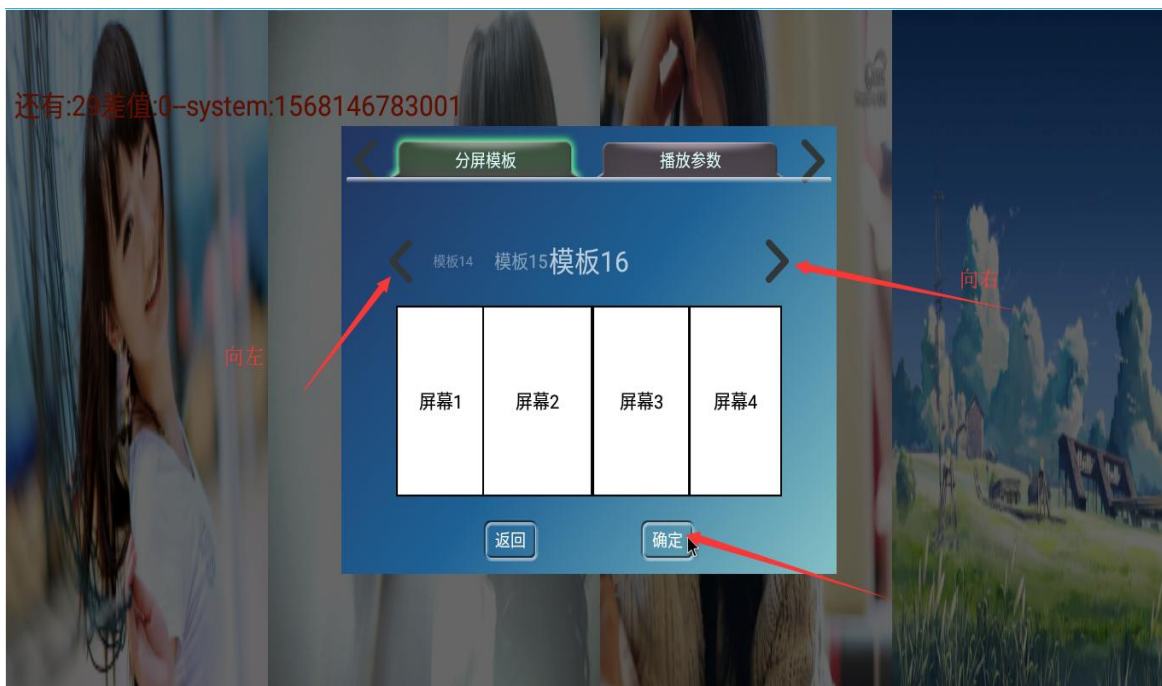 还有:29差值:0--system:1568146783001
分屏模板
播放参数
模板14 模板15模板16
向右
向左
屏幕1 屏幕2 屏幕3 屏幕4
返回 确定